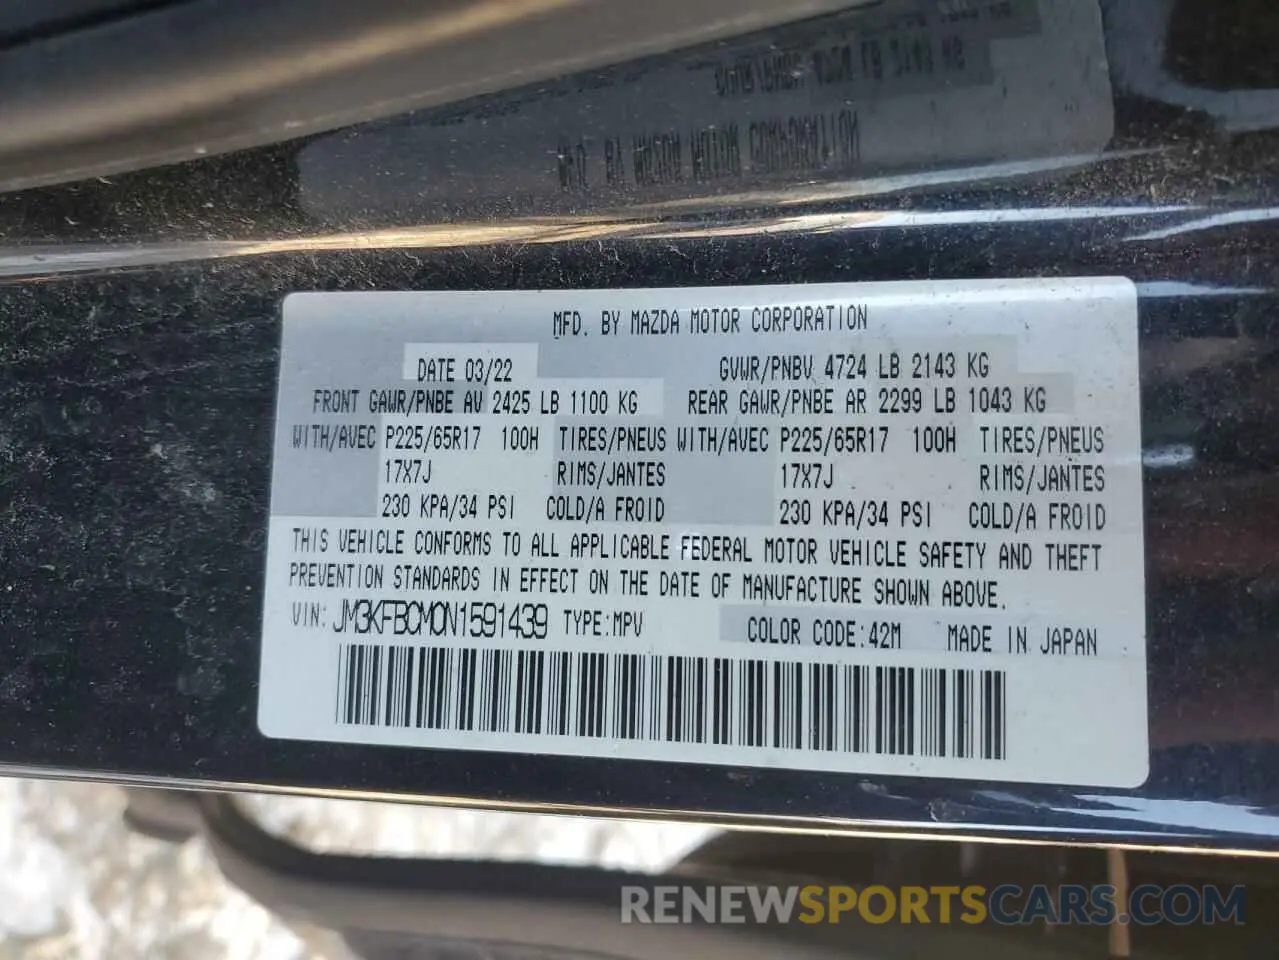 MFD. BY MAZDA MOTOR CORPORATION
DATE 03/22 GVWR/PNBV 4724 LB 2143 KG
FRONT GAWR/PNBE AV 2425 LB 1100 KG REAR GAWR/PNBE AR 2299 LB 1043 KG
WITH/AVEC P225/65R17 100H TIRES/PNEUS WITH/AVEC P225/65R17 100H TIRES/PNEUS
17X7J RIMS/JANTES 17X7J RIMS/JANTES
230 KPA/34 PSI COLD/A FROID 230 KPA/34 PSI COLD/A FROID
THIS VEHICLE CONFORMS TO ALL APPLICABLE FEDERAL MOTOR VEHICLE SAFETY AND THEFT
PREVENTION STANDARDS IN EFFECT ON THE DATE OF MANUFACTURE SHOWN ABOVE.
VIN: JM3KFBCM0N1591439 TYPE:MPV COLOR CODE:42M MADE IN JAPAN
RENEWSPORTSCARS.COM